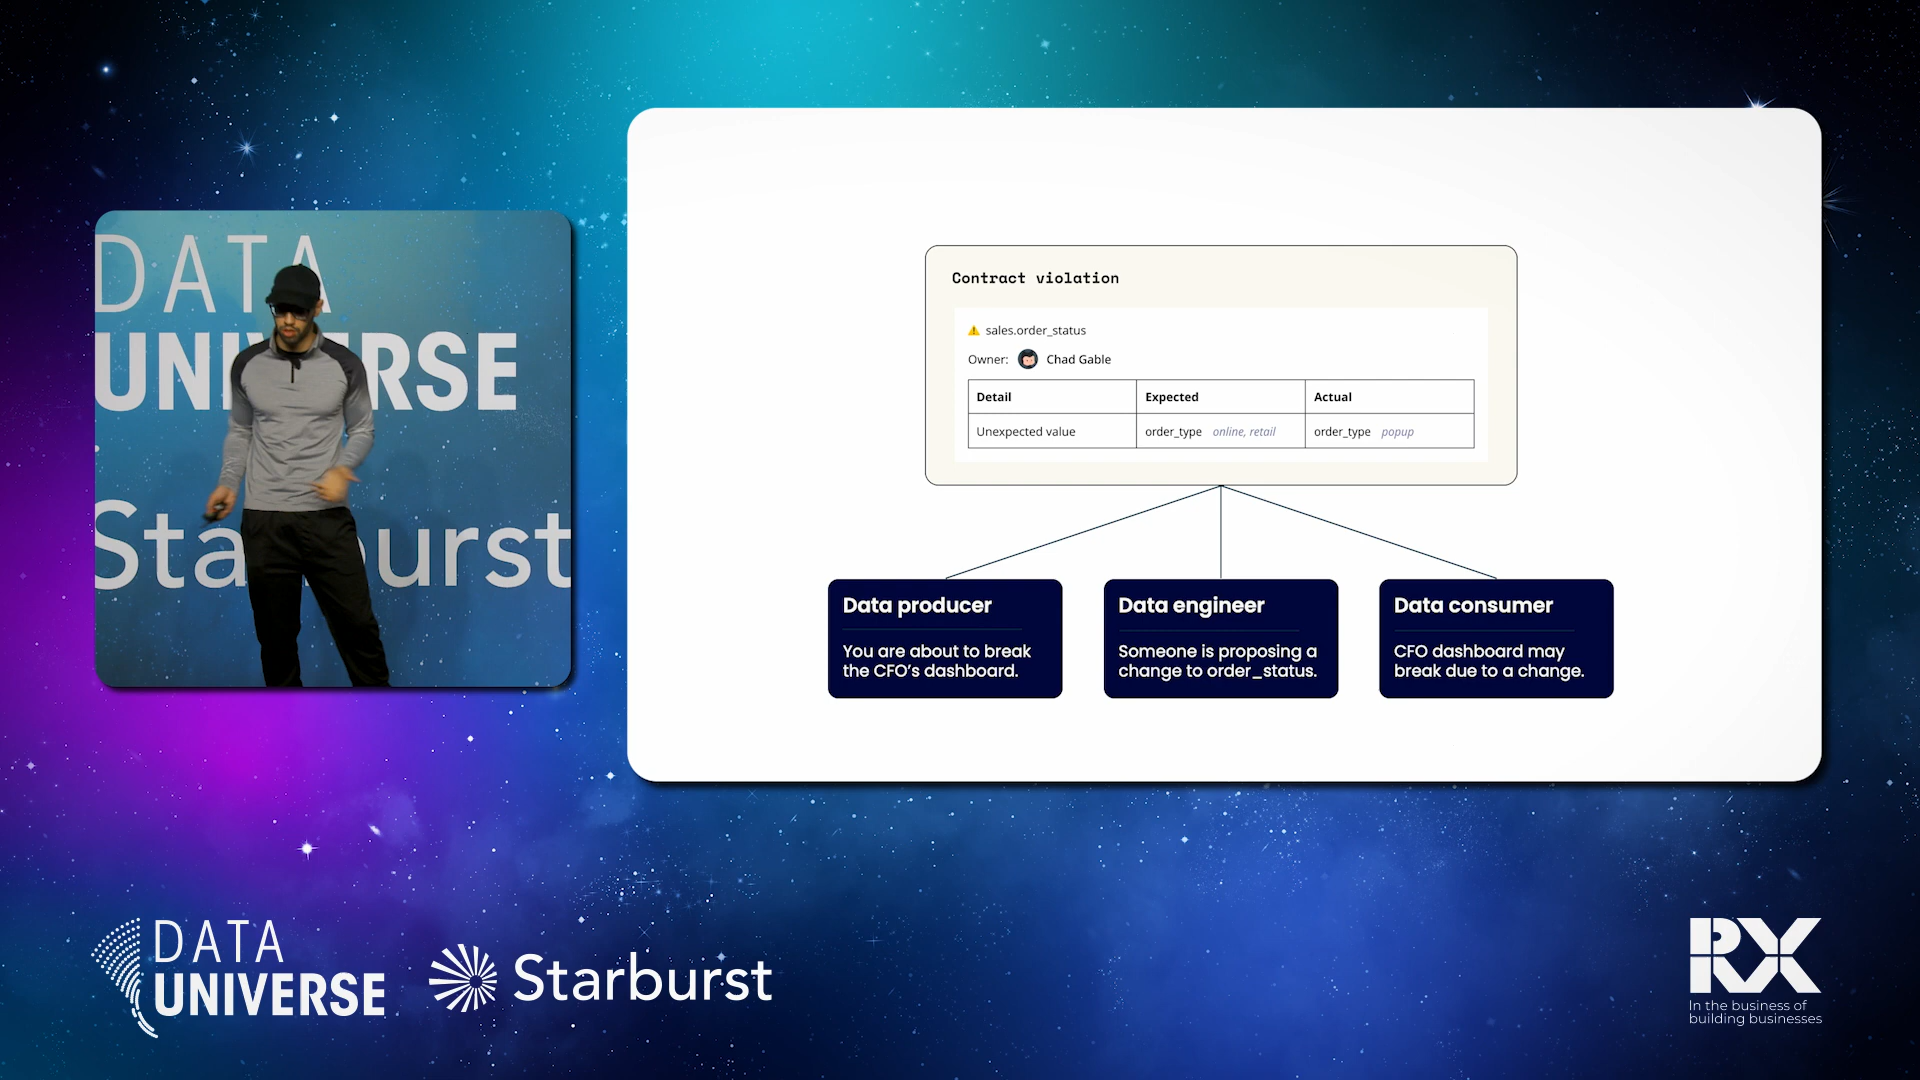 DATA
UNIVERSE
Starburst
Contract violation
sales.order_status
Owner: Chad Gable
Detail Expected Actual
Unexpected value order_type online, retail order_type popup
Data producer
You are about to break
the CFO's dashboard.
Data engineer
Someone is proposing a
change to order_status.
Data consumer
CFO dashboard may
break due to a change.
DATA
UNIVERSE
Starburst
RX
In the business of
building businesses